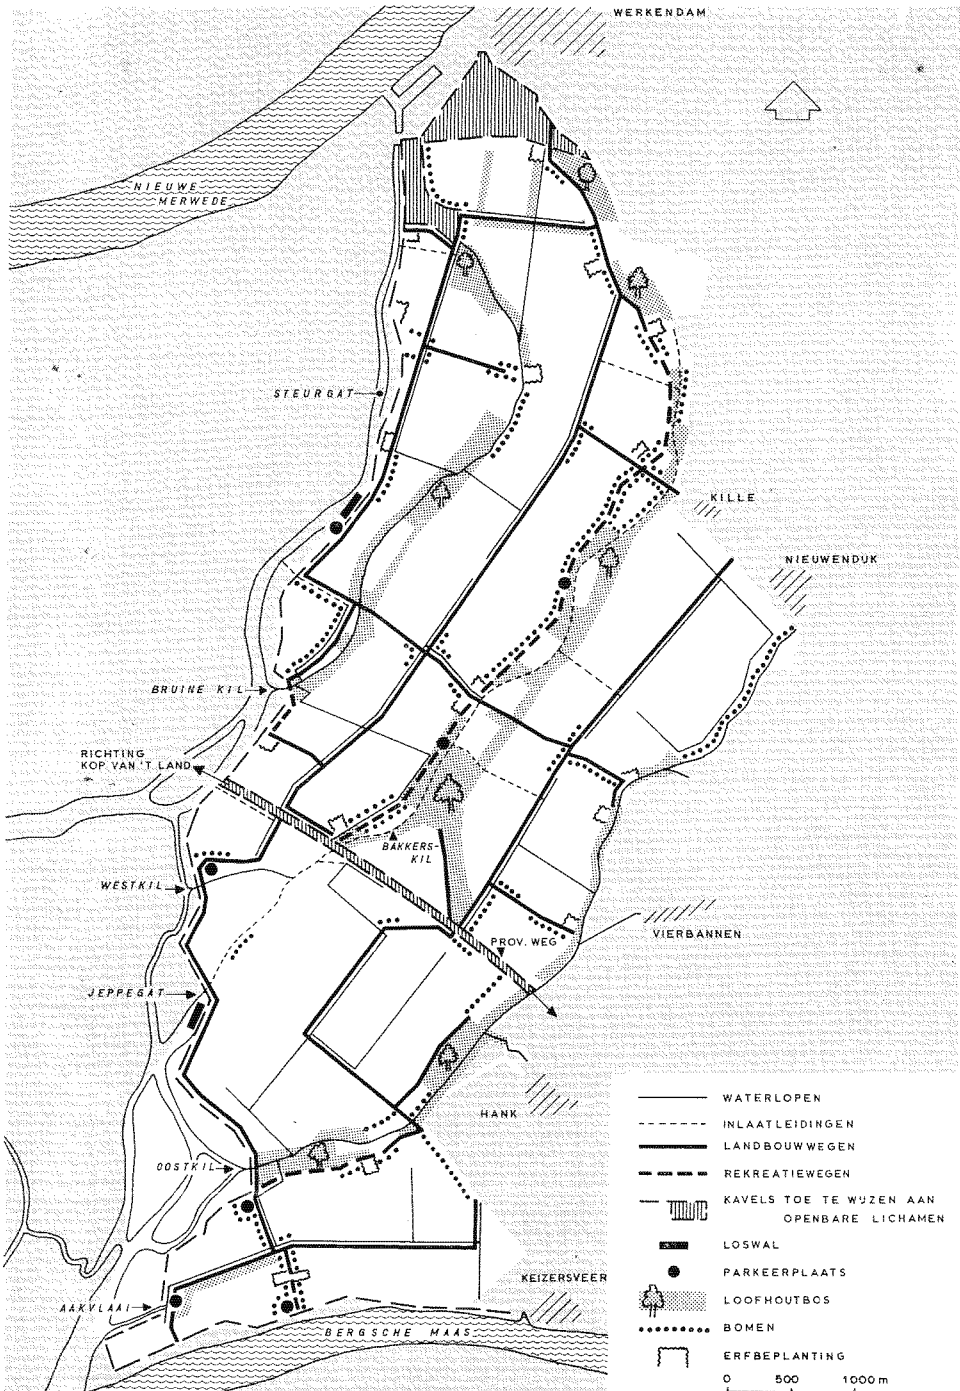 WERKENDAM
NIEUWE
MERWEDE
STEURGAT
KILLE
NIEUWENDIJK
BRUINE KIL
RICHTING
KOP VAN 'T LAND
BAKKERS-
KIL
WESTKIL
VIERBANNEN
PROV. WEG
JEPPEGAT
HANK
OOSTKIL
KEIZERSVEER
AAKVLAAI
BERGSCHE MAAS
WATERLOPEN
INLAATLEIDINGEN
LANDBOUWWEGEN
REKREATIEWEGEN
KAVELS TOE TE WIJZEN AAN
OPENBARE LICHAMEN
LOSWAL
PARKEERPLAATS
LOOFHOUTBOS
BOMEN
ERFBEPLANTING
0 500 1000 m